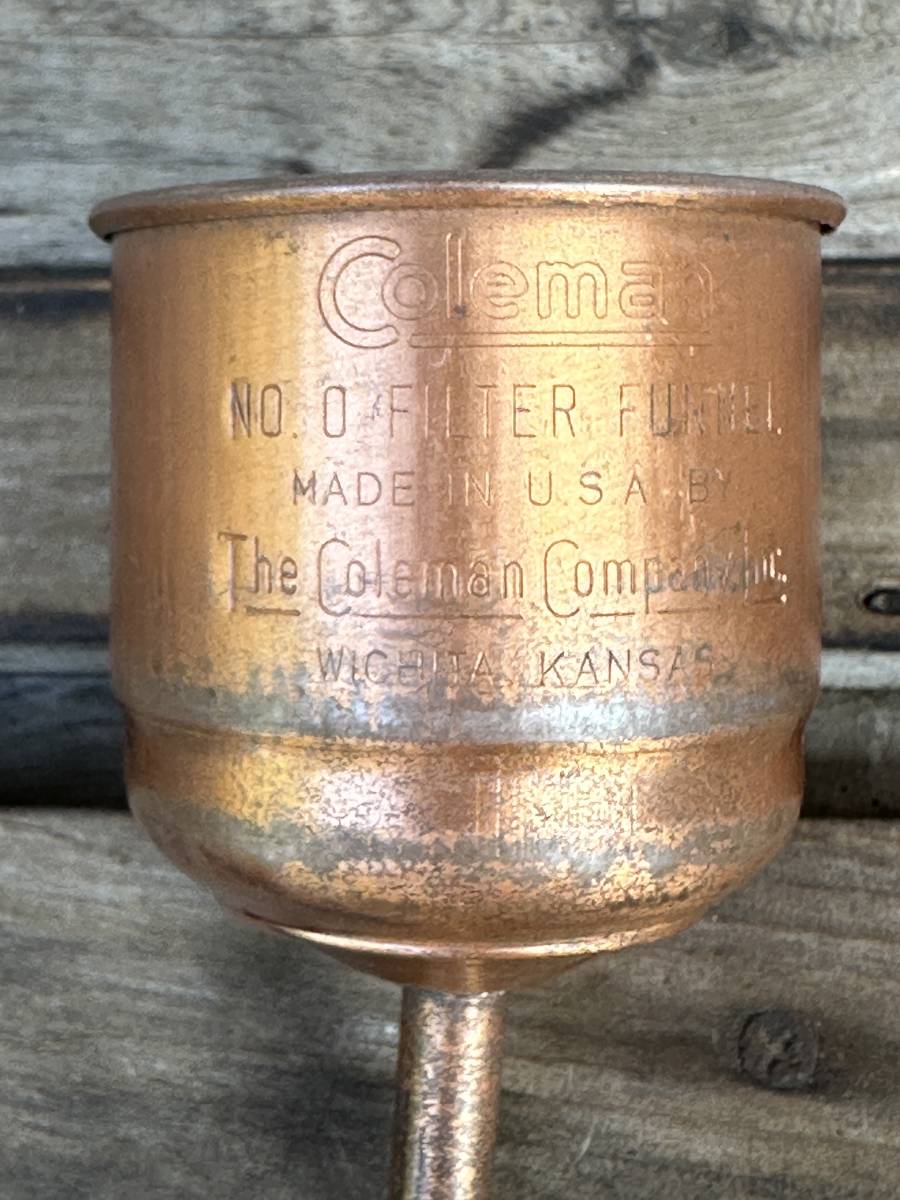 Coleman
NO. 0 FILTER FUNNEL
MADE IN U.S.A. BY
The Coleman Company, Inc.
WICHITA, KANSAS